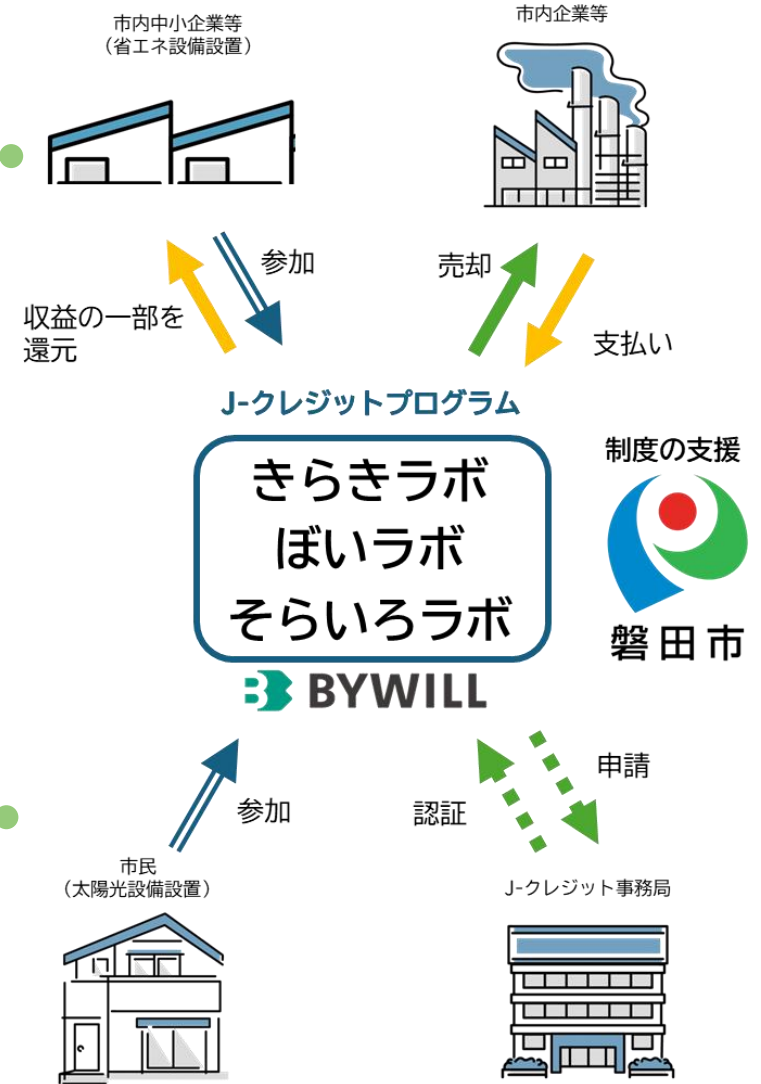 市内中小企業等
（省エネ設備設置）
市内企業等
参加
収益の一部を
還元
売却
支払い
J-クレジットプログラム
きらきラボ
ぼいラボ
そらいろラボ
BYWILL
制度の支援
磐田市
参加
認証
申請
市民
（太陽光設備設置）
J-クレジット事務局